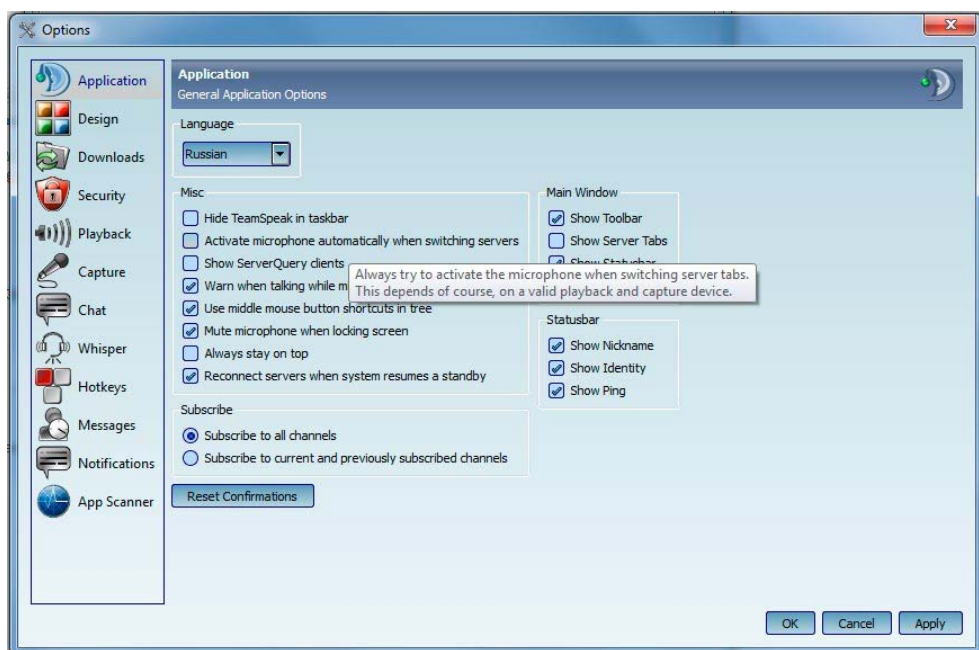 Options
Application
Design
Downloads
Security
Playback
Capture
Chat
Whisper
Hotkeys
Messages
Notifications
App Scanner
Application
General Application Options
Language
Russian
Misc
Hide TeamSpeak in taskbar
Activate microphone automatically when switching servers
Show ServerQuery clients
Warn when talking while
Use middle mouse button shortcuts in tree
Mute microphone when locking screen
Always stay on top
Reconnect servers when system resumes a standby
Always try to activate the microphone when switching server tabs.
This depends of course, on a valid playback and capture device.
Main Window
Show Toolbar
Show Server Tabs
Show Statusbar
Statusbar
Show Nickname
Show Identity
Show Ping
Subscribe
Subscribe to all channels
Subscribe to current and previously subscribed channels
Reset Confirmations
OK
Cancel
Apply